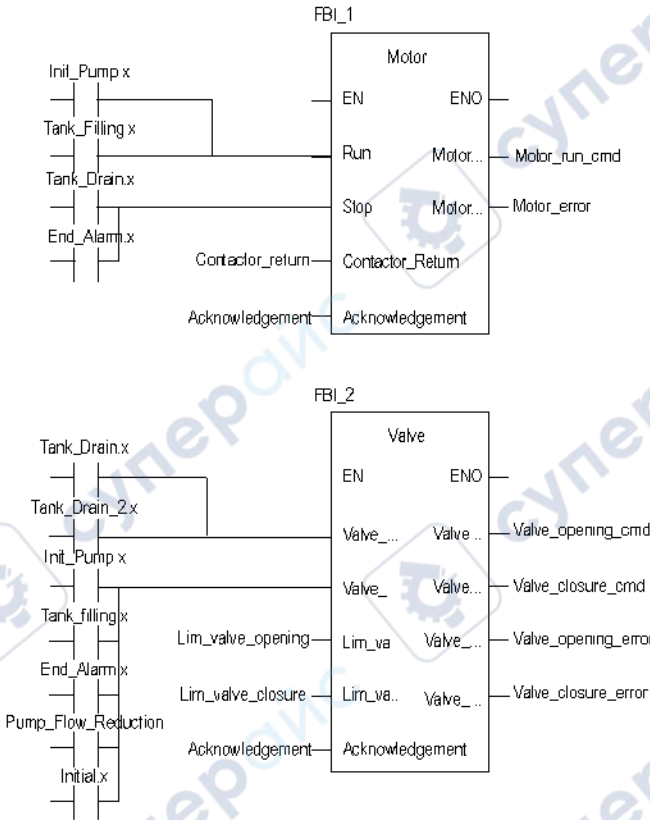 FBI_1
Motor
Init_Pump x
EN ENO
Tank_Filling x
Run Motor... Motor_run_cmd
Tank_Drain.x
Stop Motor... Motor_error
End_Alarm.x
Contactor_return Contactor_Return
Acknowledgement Acknowledgement
FBI_2
Valve
Tank_Drain.x
EN ENO
Tank_Drain_2.x
Valve_... Valve .. Valve_opening_cmd
Init_Pump x
Valve_ Valve... Valve_closure_cmd
Tank_filling x
Lim_valve_opening Lim_va Valve_... Valve_opening_error
End_Alarm x
Lim_valve_closure Lim_va.. Valve_ .. Valve_closure_error
Pump_Flow_Reduction
Acknowledgement Acknowledgement
Initial.x
суперайс